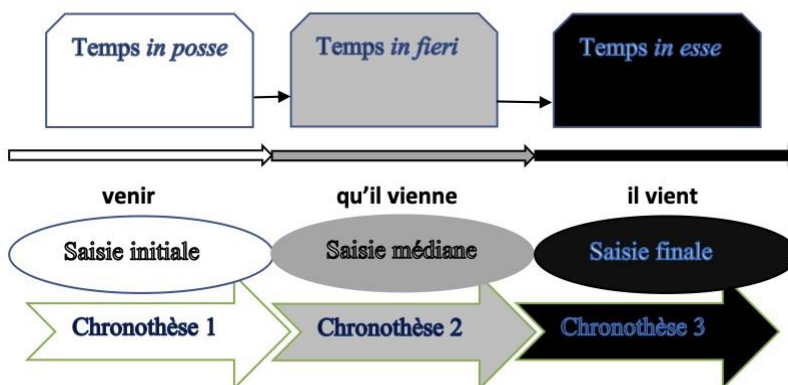 Temps in posse
Temps in fieri
Temps in esse
venir
qu'il vienne
il vient
Saisie initiale
Saisie médiane
Saisie finale
Chronothèse 1
Chronothèse 2
Chronothèse 3